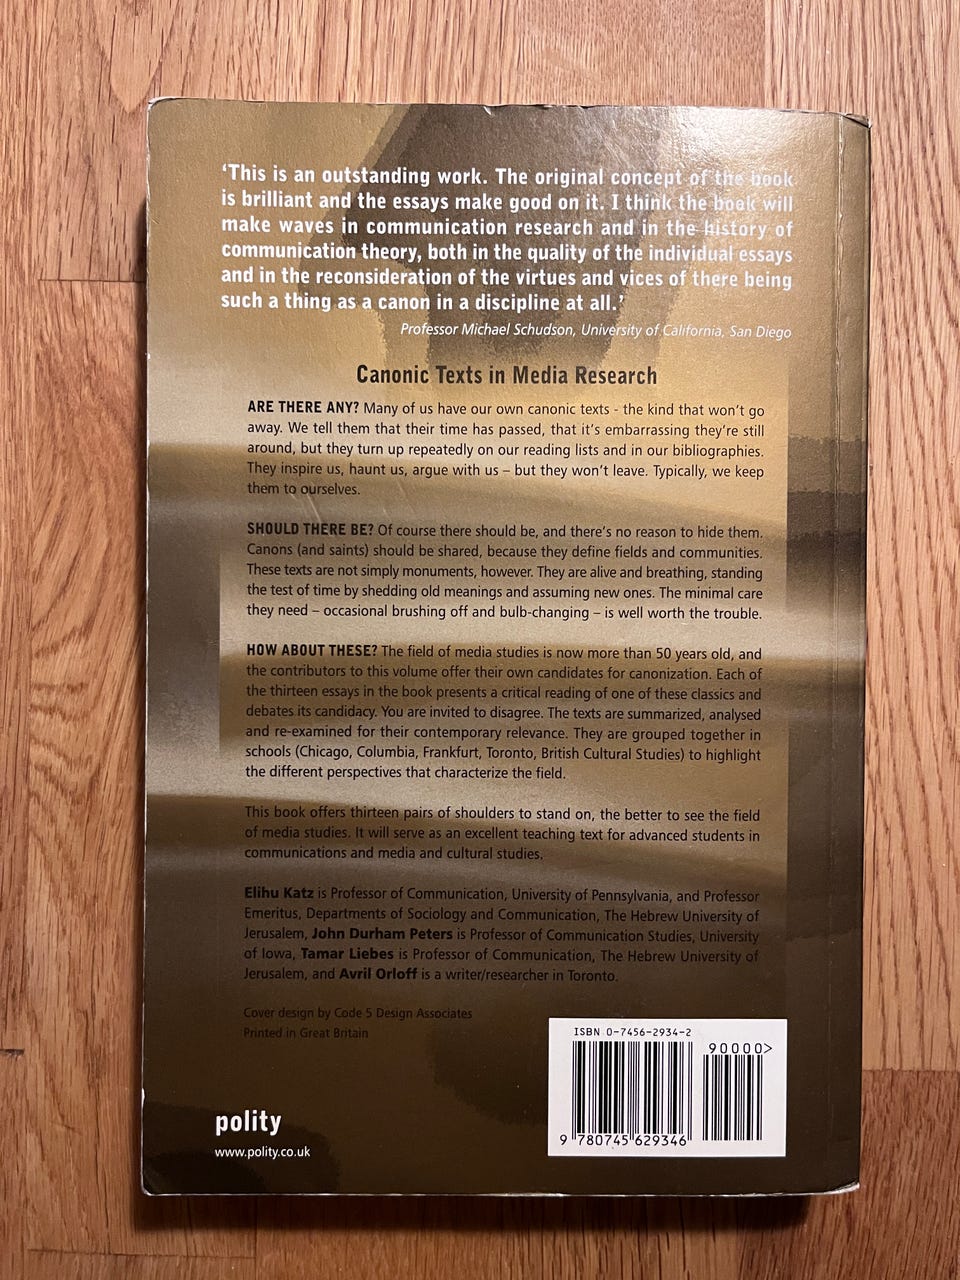 ‘This is an outstanding work. The original concept of the book
is brilliant and the essays make good on it. I think the book will
make waves in communication research and in the history of
communication theory, both in the quality of the individual essays
and in the reconsideration of the virtues and vices of there being
such a thing as a canon in a discipline at all.’
Professor Michael Schudson, University of California, San Diego
Canonic Texts in Media Research
ARE THERE ANY? Many of us have our own canonic texts - the kind that won’t go
away. We tell them that their time has passed, that it’s embarrassing they’re still
around, but they turn up repeatedly on our reading lists and in our bibliographies.
They inspire us, haunt us, argue with us – but they won’t leave. Typically, we keep
them to ourselves.
SHOULD THERE BE? Of course there should be, and there’s no reason to hide them.
Canons (and saints) should be shared, because they define fields and communities.
These texts are not simply monuments, however. They are alive and breathing, standing
the test of time by shedding old meanings and assuming new ones. The minimal care
they need – occasional brushing off and bulb-changing – is well worth the trouble.
HOW ABOUT THESE? The field of media studies is now more than 50 years old, and
the contributors to this volume offer their own candidates for canonization. Each of
the thirteen essays in the book presents a critical reading of one of these classics and
debates its candidacy. You are invited to disagree. The texts are summarized, analysed
and re-examined for their contemporary relevance. They are grouped together in
schools (Chicago, Columbia, Frankfurt, Toronto, British Cultural Studies) to highlight
the different perspectives that characterize the field.
This book offers thirteen pairs of shoulders to stand on, the better to see the field
of media studies. It will serve as an excellent teaching text for advanced students in
communications and media and cultural studies.
Elihu Katz is Professor of Communication, University of Pennsylvania, and Professor
Emeritus, Departments of Sociology and Communication, The Hebrew University of
Jerusalem, John Durham Peters is Professor of Communication Studies, University
of Iowa, Tamar Liebes is Professor of Communication, The Hebrew University of
Jerusalem, and Avril Orloff is a writer/researcher in Toronto.
Cover design by Code 5 Design Associates
Printed in Great Britain
ISBN 0-7456-2934-2
90000>
9 780745 629346
polity
www.polity.co.uk